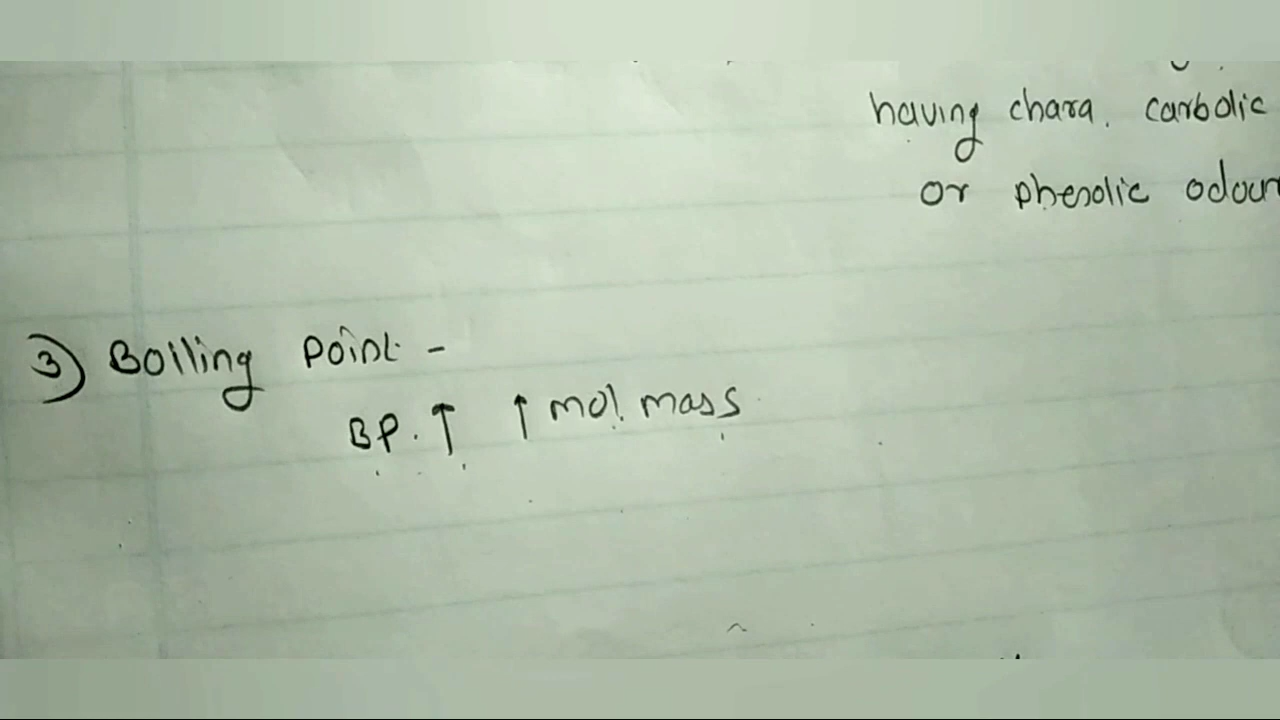 having chara. carbolic
or phenolic odour
3) Boiling Point -
BP. ↑ ↑ mol. mass